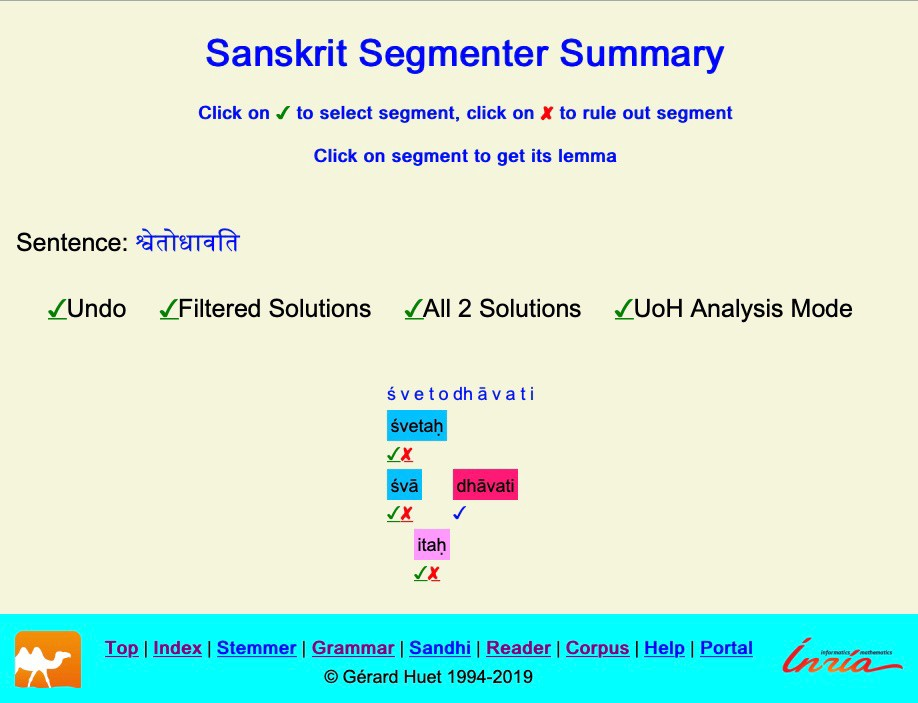 Sanskrit Segmenter Summary
Click on ✓ to select segment, click on ✘ to rule out segment
Click on segment to get its lemma
Sentence: श्वेतोधावति
✓Undo ✓Filtered Solutions ✓All 2 Solutions ✓UoH Analysis Mode
ś v e t o dh ā v a t i
śvetaḥ
✓✘
śvā dhāvati
✓✘ ✓
itaḥ
✓✘
Top | Index | Stemmer | Grammar | Sandhi | Reader | Corpus | Help | Portal
© Gérard Huet 1994-2019
informatics mathematics
Inria